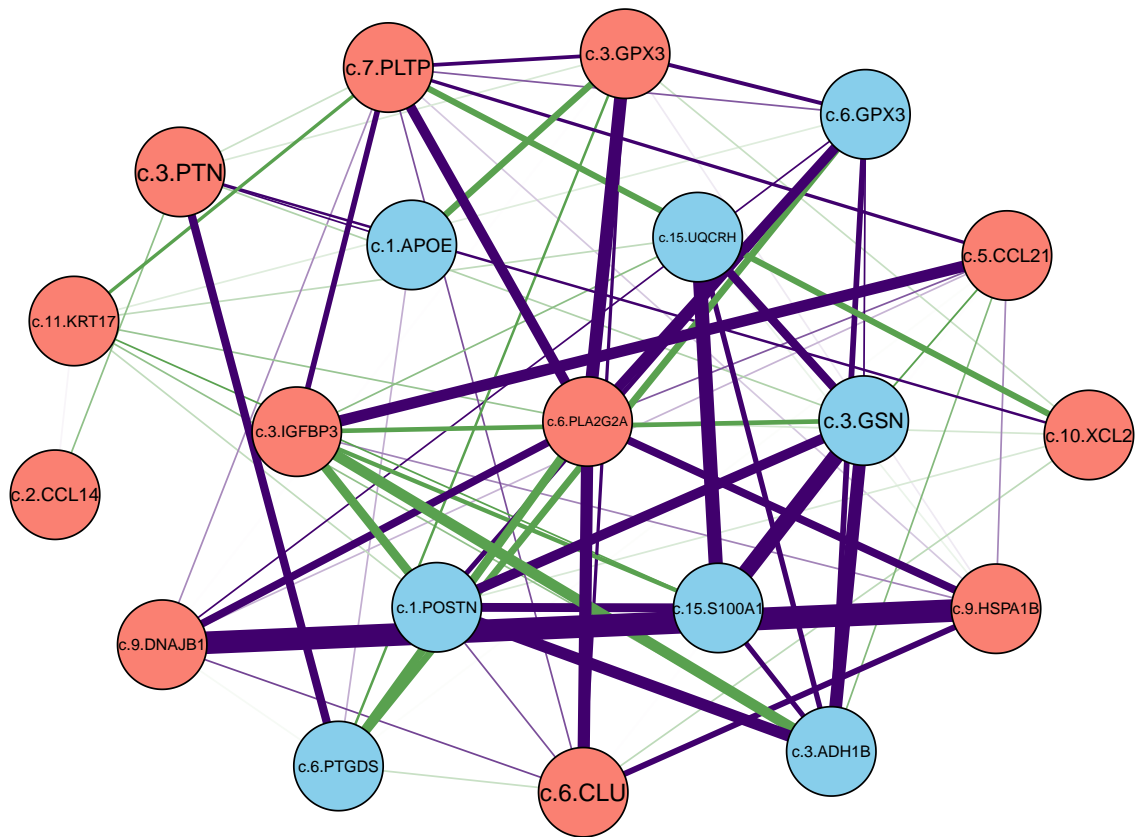 c.3.GPX3
c.7.PLTP
c.6.GPX3
c.3.PTN
c.15.UQCRH
c.1.APOE
c.5.CCL21
c.11.KRT17
c.3.IGFBP3
c.6.PLA2G2A
c.3.GSN
c.10.XCL2
c.2.CCL14
c.1.POSTN
c.15.S100A1
c.9.HSPA1B
c.9.DNAJB1
c.3.ADH1B
c.6.PTGDS
c.6.CLU